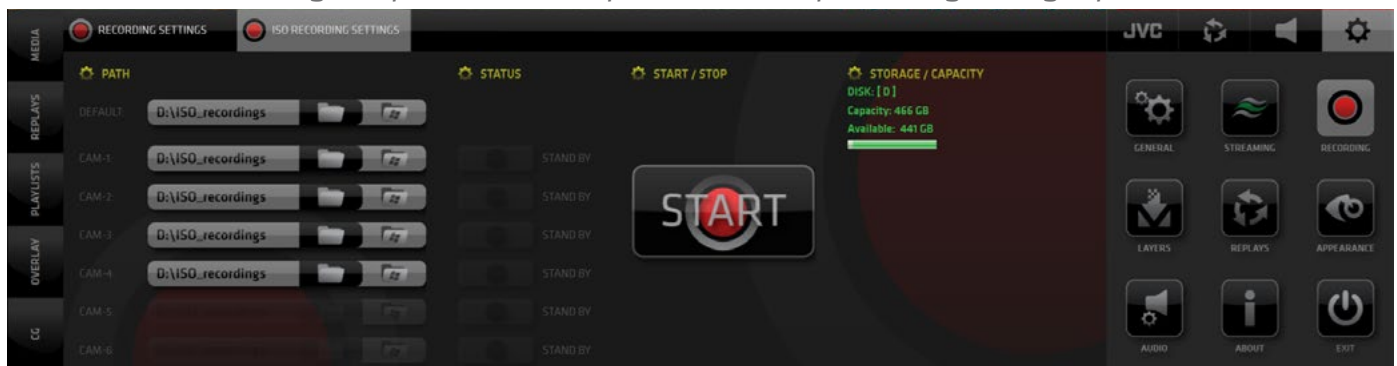 MEDIA
REPLAYS
PLAYLISTS
OVERLAY
CG
RECORDING SETTINGS
ISO RECORDING SETTINGS
JVC
PATH
STATUS
START / STOP
STORAGE / CAPACITY
DISK: [ D ]
Capacity: 466 GB
Available: 441 GB
DEFAULT: D:\ISO_recordings
CAM-1: D:\ISO_recordings STAND BY
CAM-2: D:\ISO_recordings STAND BY
CAM-3: D:\ISO_recordings STAND BY
CAM-4: D:\ISO_recordings STAND BY
CAM-5: STAND BY
CAM-6: STAND BY
START
GENERAL
STREAMING
RECORDING
LAYERS
REPLAYS
APPEARANCE
AUDIO
ABOUT
EXIT